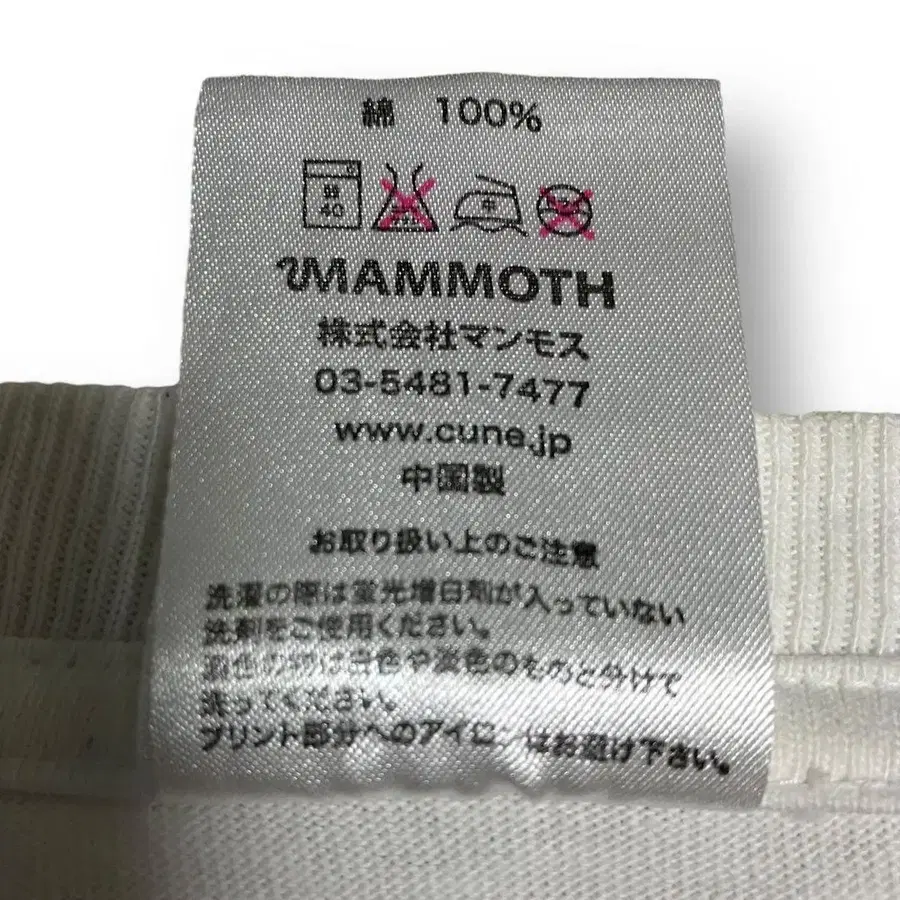 綿 100%
弱
40
中
MAMMOTH
株式会社マンモス
03-5481-7477
www.cune.jp
中国製
お取り扱い上のご注意
洗濯の際は蛍光増白剤が入っていない
洗剤をご使用ください。
濃色の物は白色や淡色のものと分けて
洗ってください。
プリント部分へのアイロンはお避け下さい。